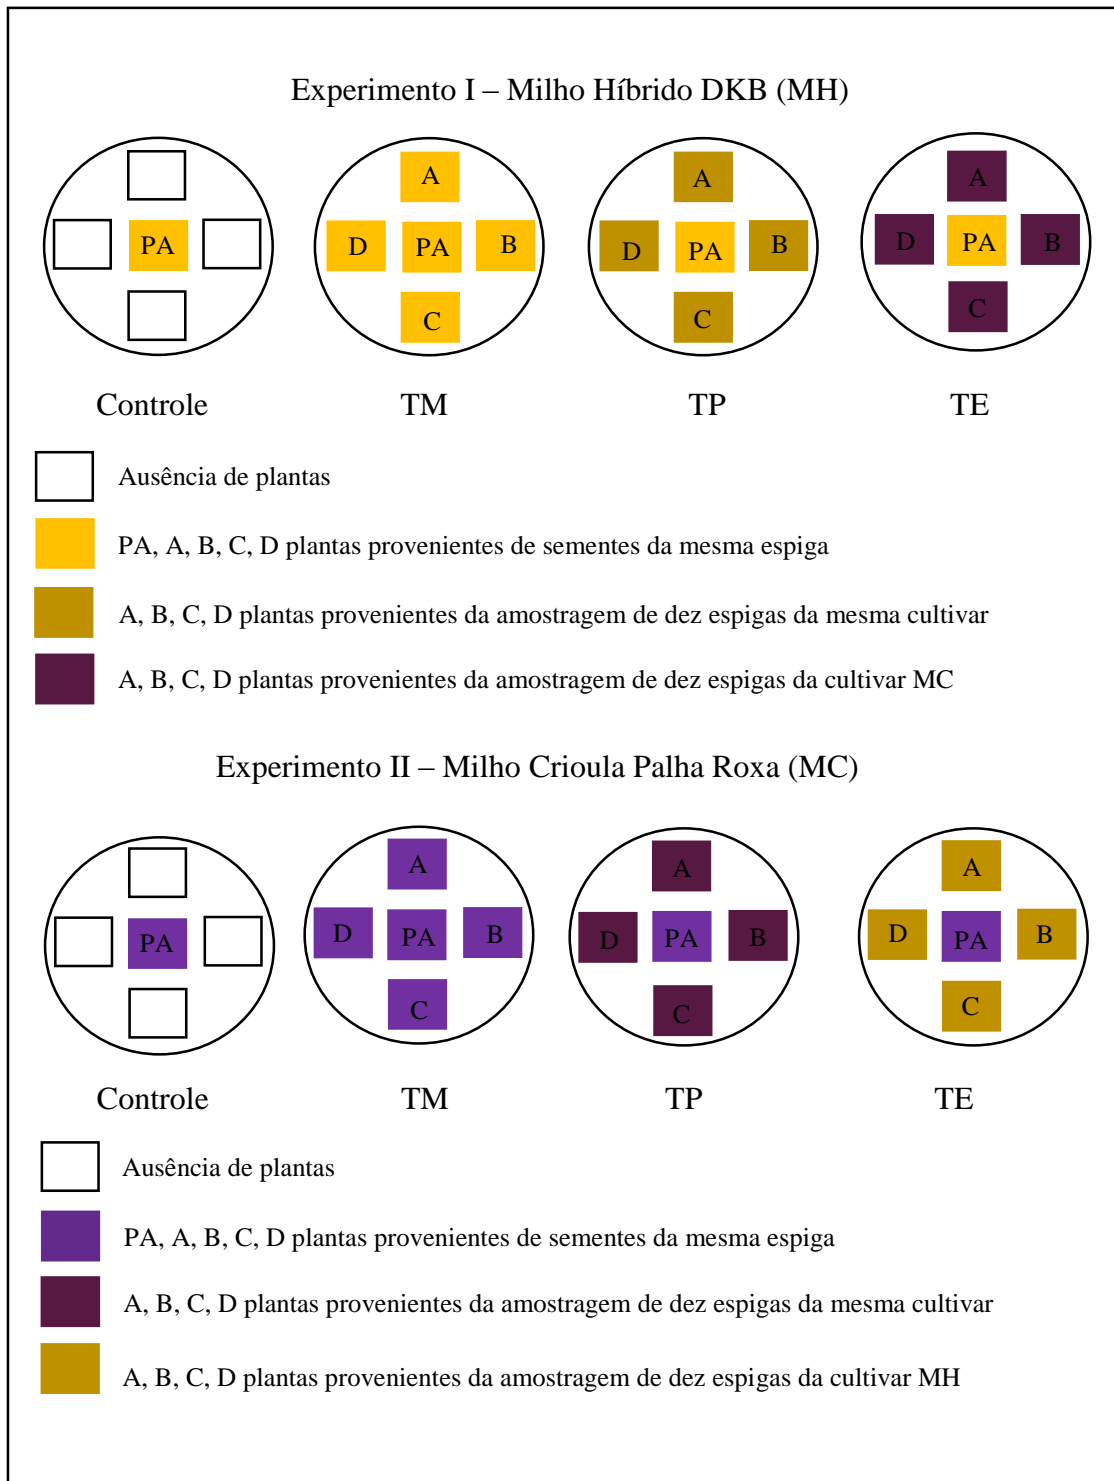 Experimento I – Milho Híbrido DKB (MH)
PA
A
D PA B
C
A
D PA B
C
A
D PA B
C
Controle TM TP TE
Ausência de plantas
PA, A, B, C, D plantas provenientes de sementes da mesma espiga
A, B, C, D plantas provenientes da amostragem de dez espigas da mesma cultivar
A, B, C, D plantas provenientes da amostragem de dez espigas da cultivar MC
Experimento II – Milho Crioula Palha Roxa (MC)
PA
A
D PA B
C
A
D PA B
C
A
D PA B
C
Controle TM TP TE
Ausência de plantas
PA, A, B, C, D plantas provenientes de sementes da mesma espiga
A, B, C, D plantas provenientes da amostragem de dez espigas da mesma cultivar
A, B, C, D plantas provenientes da amostragem de dez espigas da cultivar MH